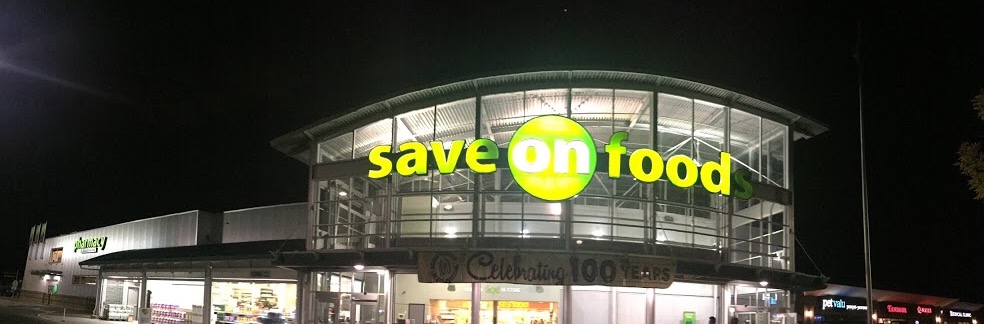 save on foods
pharmacy
Celebrating 100 YEARS
petvalu